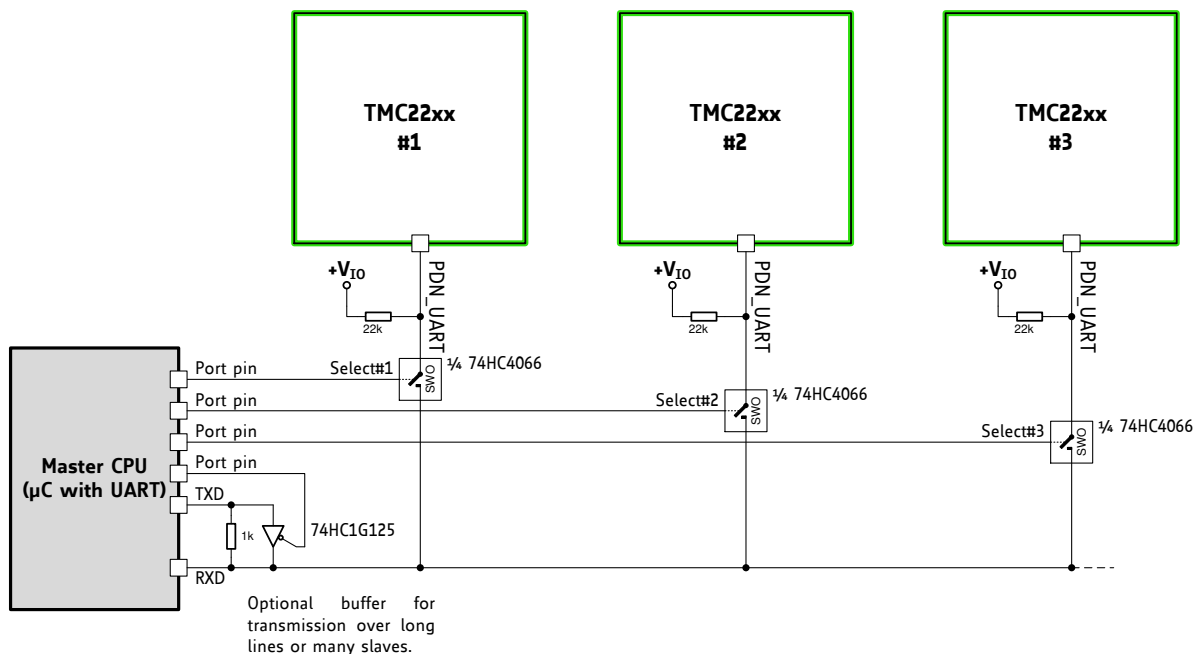 TMC22xx
#1
TMC22xx
#2
TMC22xx
#3
+VIO
22k
PDN_UART
+VIO
22k
PDN_UART
+VIO
22k
PDN_UART
Port pin
Select#1
SWO
¼ 74HC4066
Port pin
Select#2
SWO
¼ 74HC4066
Port pin
Select#3
SWO
¼ 74HC4066
Port pin
Master CPU
(µC with UART)
TXD
1k
74HC1G125
RXD
Optional buffer for
transmission over long
lines or many slaves.